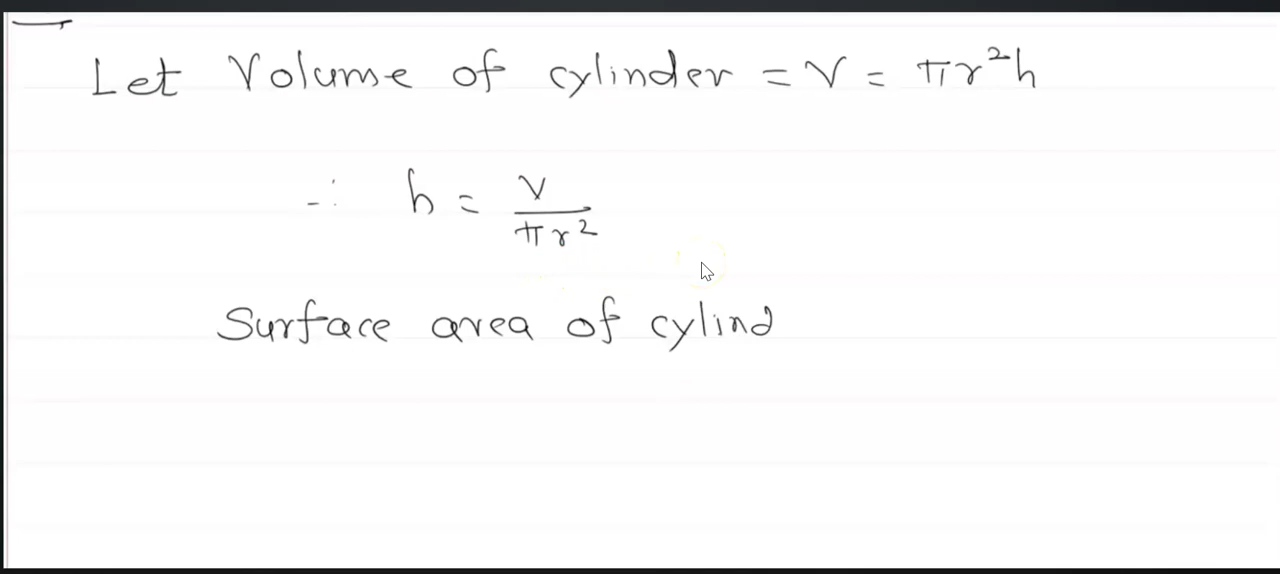 Let Volume of cylinder = V = πr²h
∴ h = V/πr²
Surface area of cylind